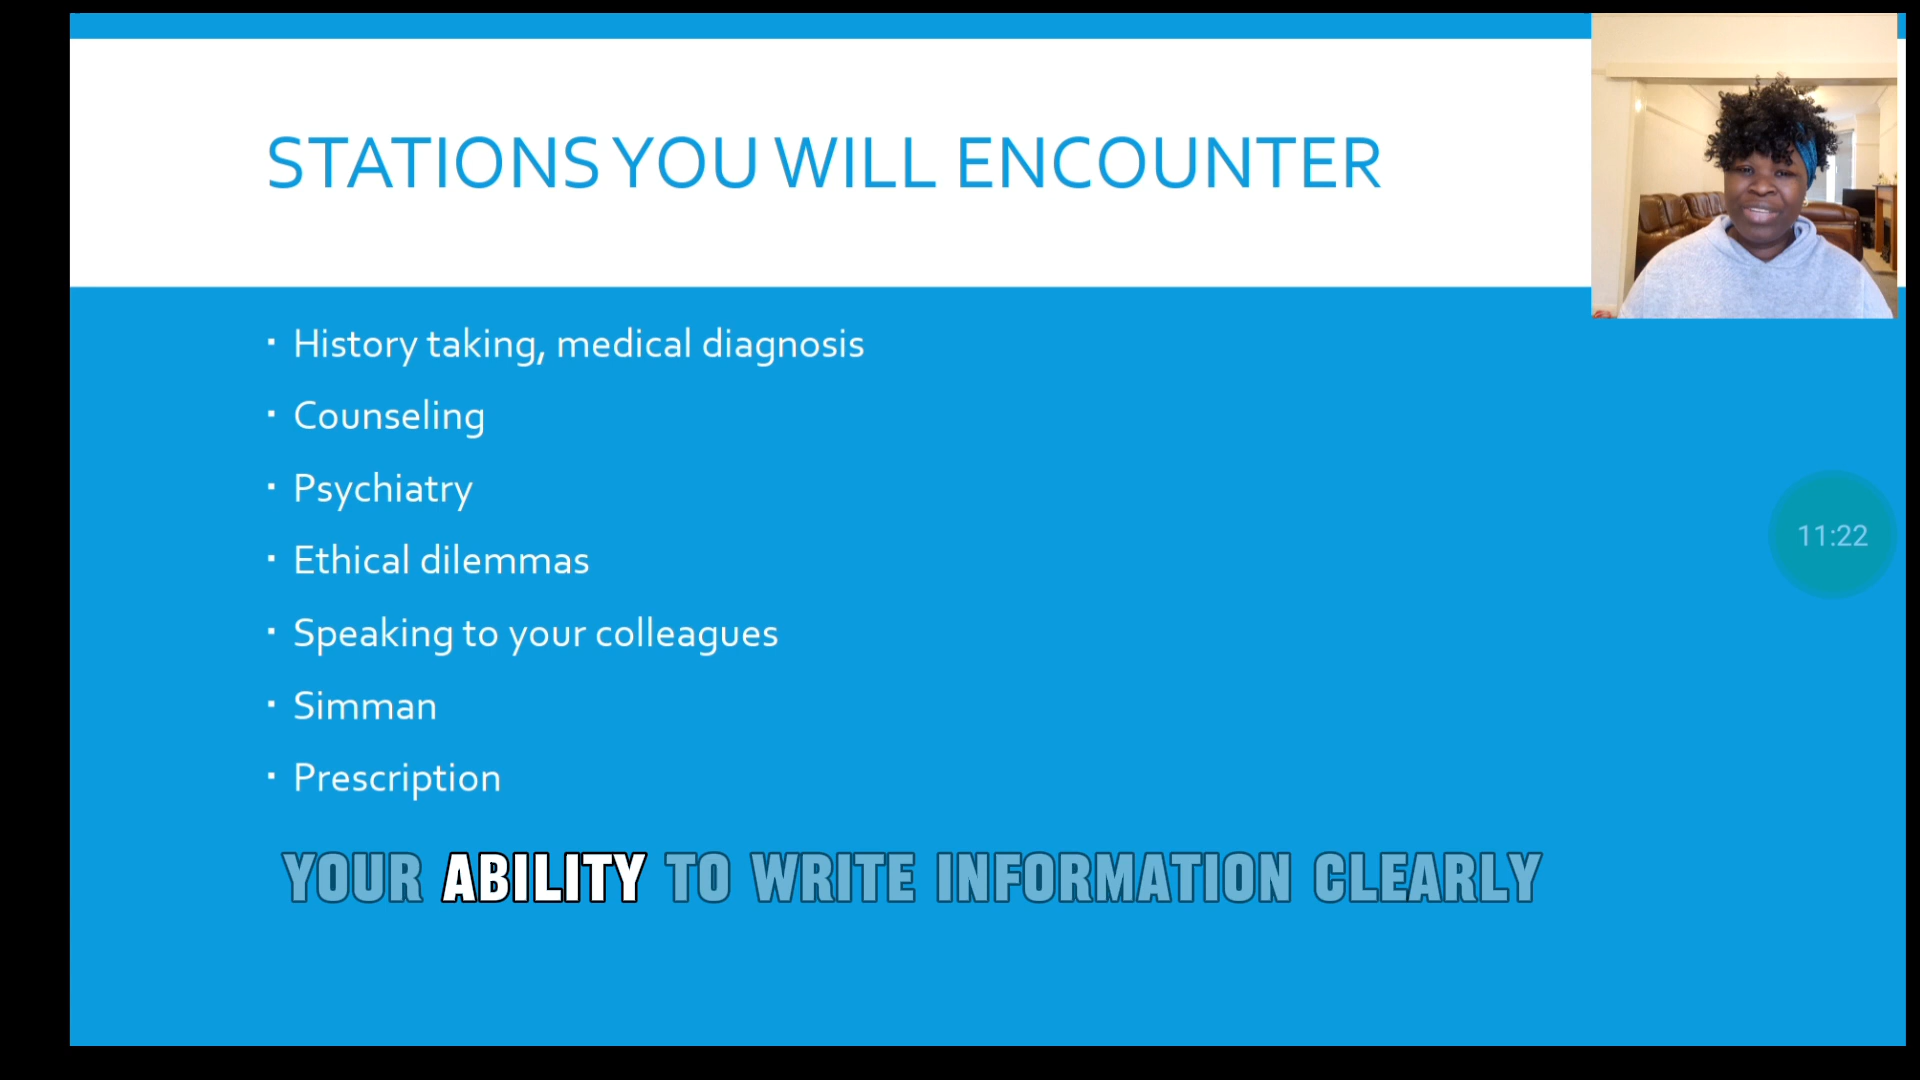 STATIONS YOU WILL ENCOUNTER
▪ History taking, medical diagnosis
▪ Counseling
▪ Psychiatry
▪ Ethical dilemmas
▪ Speaking to your colleagues
▪ Simman
▪ Prescription
11:22
YOUR ABILITY TO WRITE INFORMATION CLEARLY